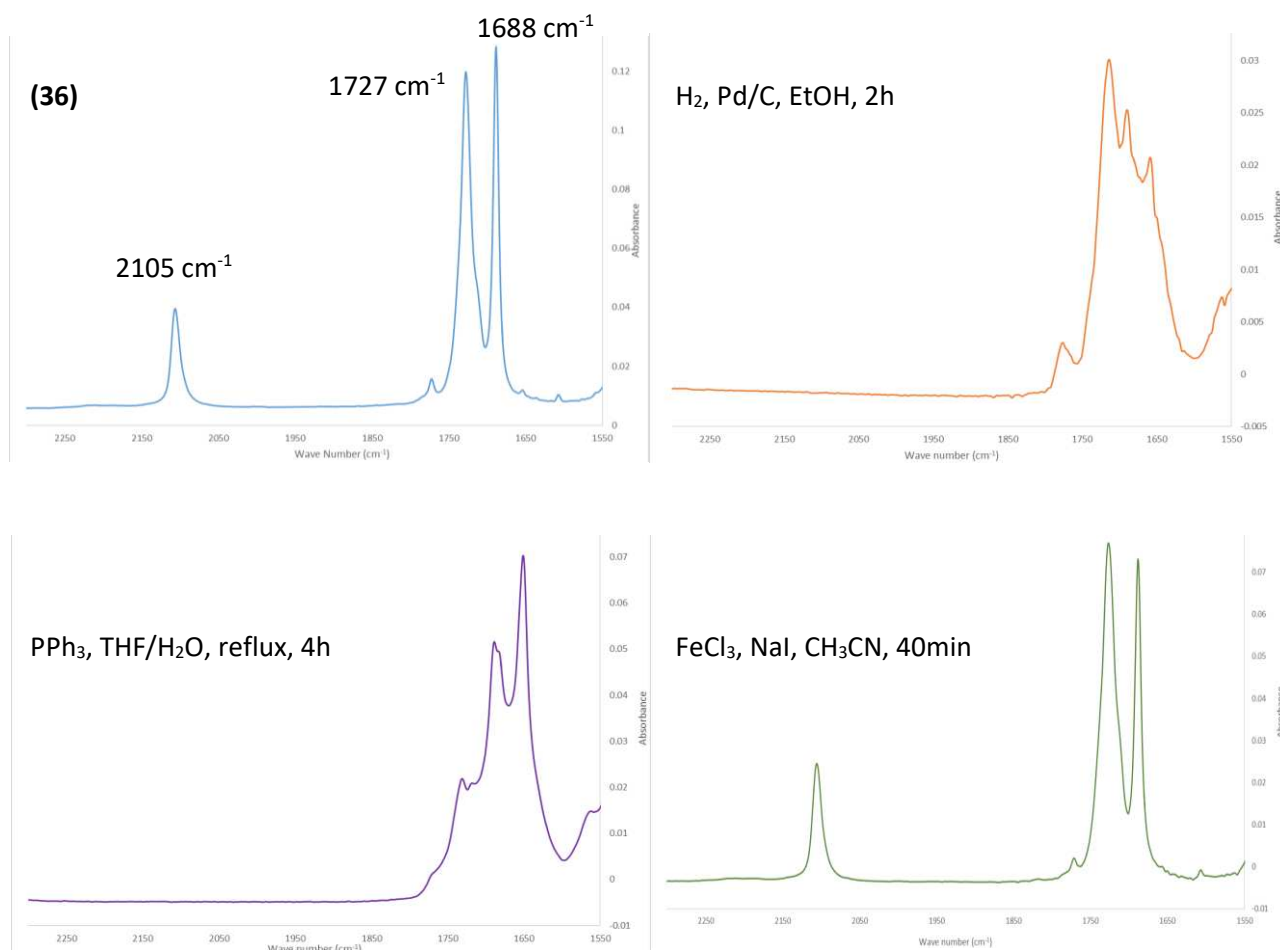 1688 cm⁻¹
1727 cm⁻¹
(36)
2105 cm⁻¹
0.12
0.1
0.08
0.06
0.04
0.02
0
Absorbance
2250 2150 2050 1950 1850 1750 1650 1550
Wave Number (cm⁻¹)
H₂, Pd/C, EtOH, 2h
0.03
0.025
0.02
0.015
0.01
0.005
0
-0.005
Absorbance
2250 2150 2050 1950 1850 1750 1650 1550
Wave number (cm⁻¹)
PPh₃, THF/H₂O, reflux, 4h
0.07
0.06
0.05
0.04
0.03
0.02
0.01
0
-0.01
Absorbance
2250 2150 2050 1950 1850 1750 1650 1550
Wave number (cm⁻¹)
FeCl₃, NaI, CH₃CN, 40min
0.07
0.06
0.05
0.04
0.03
0.02
0.01
0
-0.01
Absorbance
2250 2150 2050 1950 1850 1750 1650 1550
Wave number (cm⁻¹)